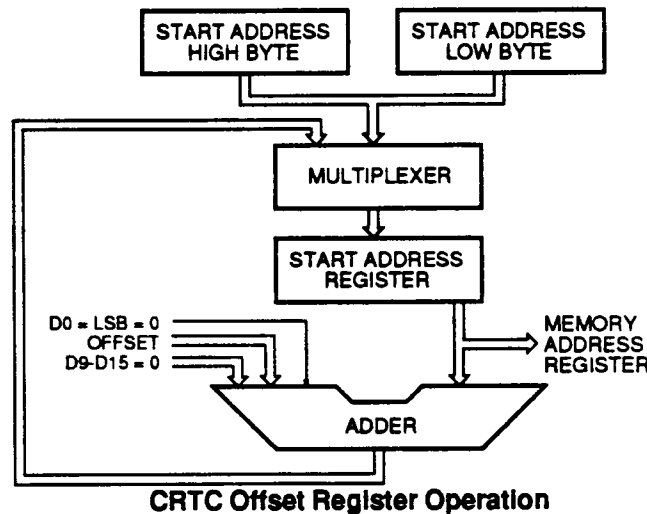 START ADDRESS
HIGH BYTE
START ADDRESS
LOW BYTE
MULTIPLEXER
START ADDRESS
REGISTER
D0 = LSB = 0
OFFSET
D9-D15 = 0
MEMORY
ADDRESS
REGISTER
ADDER
CRTC Offset Register Operation